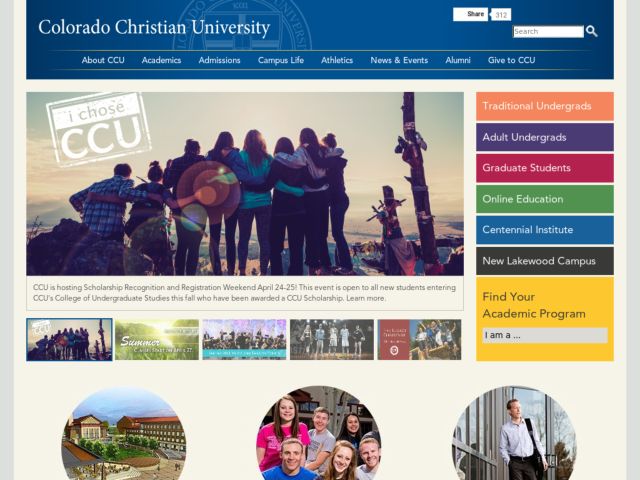 Colorado Christian University
Share
312
Search
About CCU
Academics
Admissions
Campus Life
Athletics
News & Events
Alumni
Give to CCU
i chose
CCU
Traditional Undergrads
Adult Undergrads
Graduate Students
Online Education
Centennial Institute
New Lakewood Campus
CCU is hosting Scholarship Recognition and Registration Weekend April 24-25! This event is open to all new students entering
CCU's College of Undergraduate Studies this fall who have been awarded a CCU Scholarship. Learn more.
Find Your
Academic Program
I am a ...
i chose
CCU
Summer